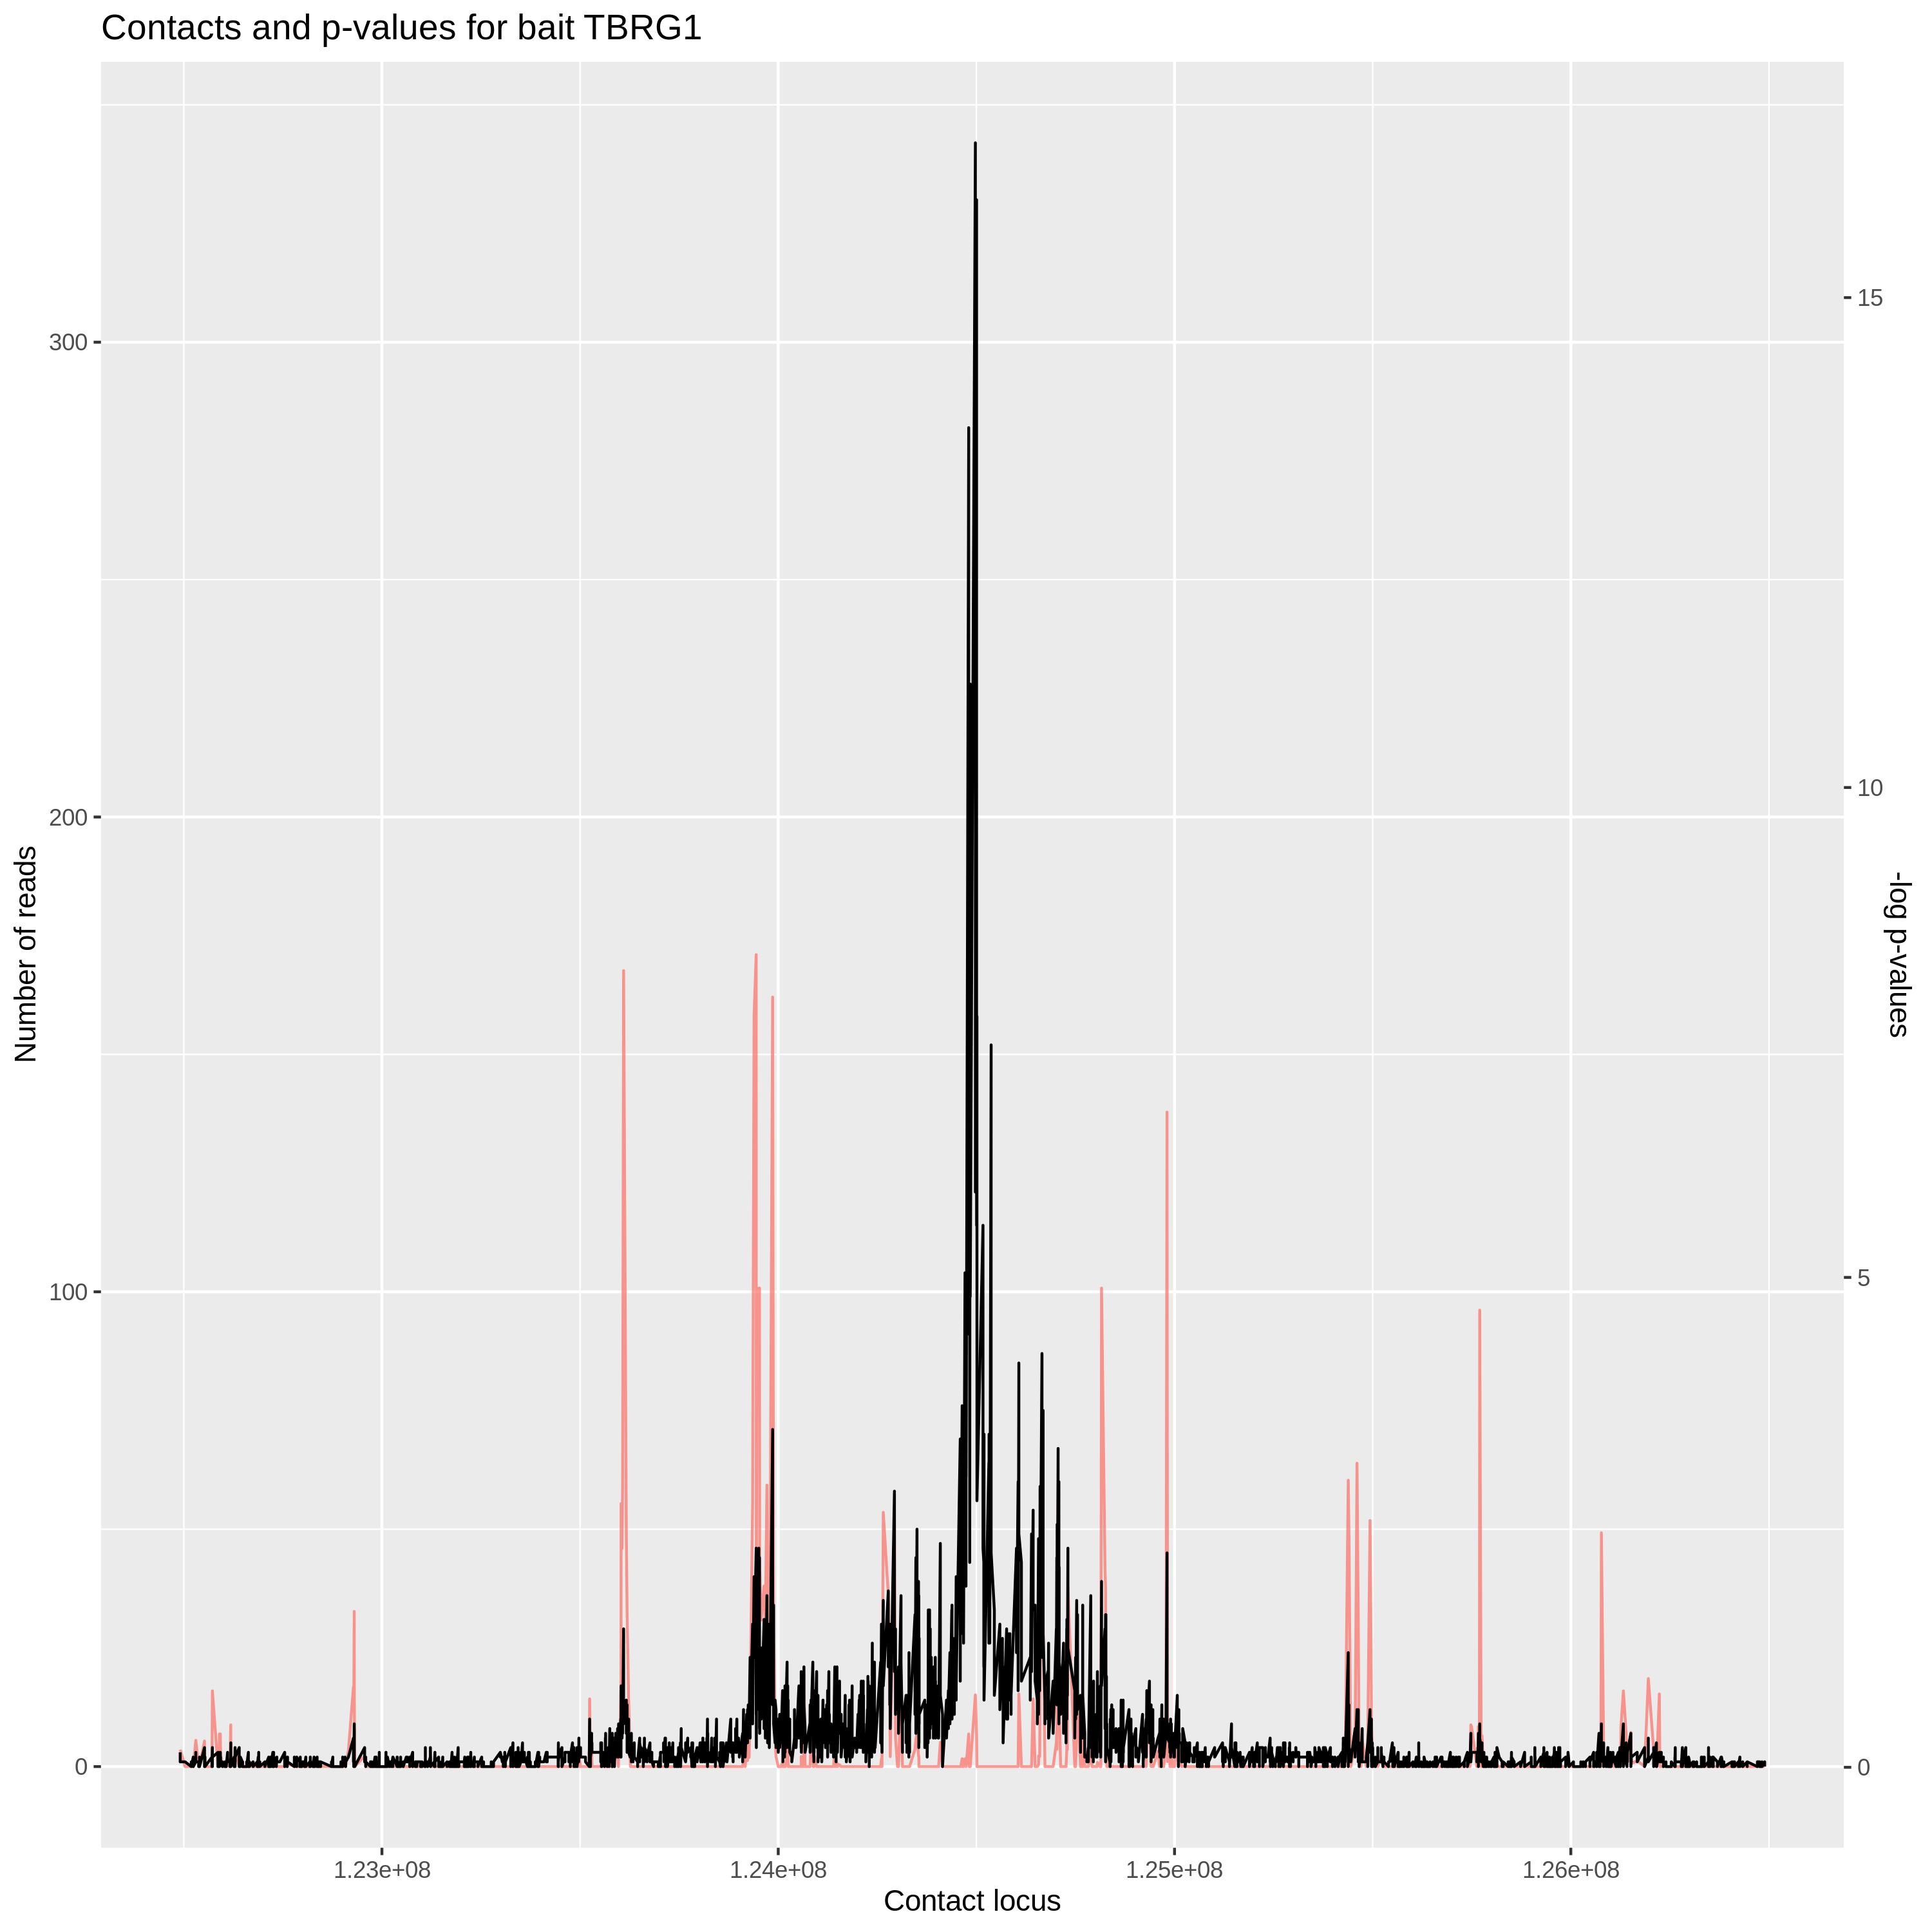 Contacts and p-values for bait TBRG1
300
200
100
0
Number of reads
15
10
5
0
-log p-values
1.23e+08
1.24e+08
1.25e+08
1.26e+08
Contact locus